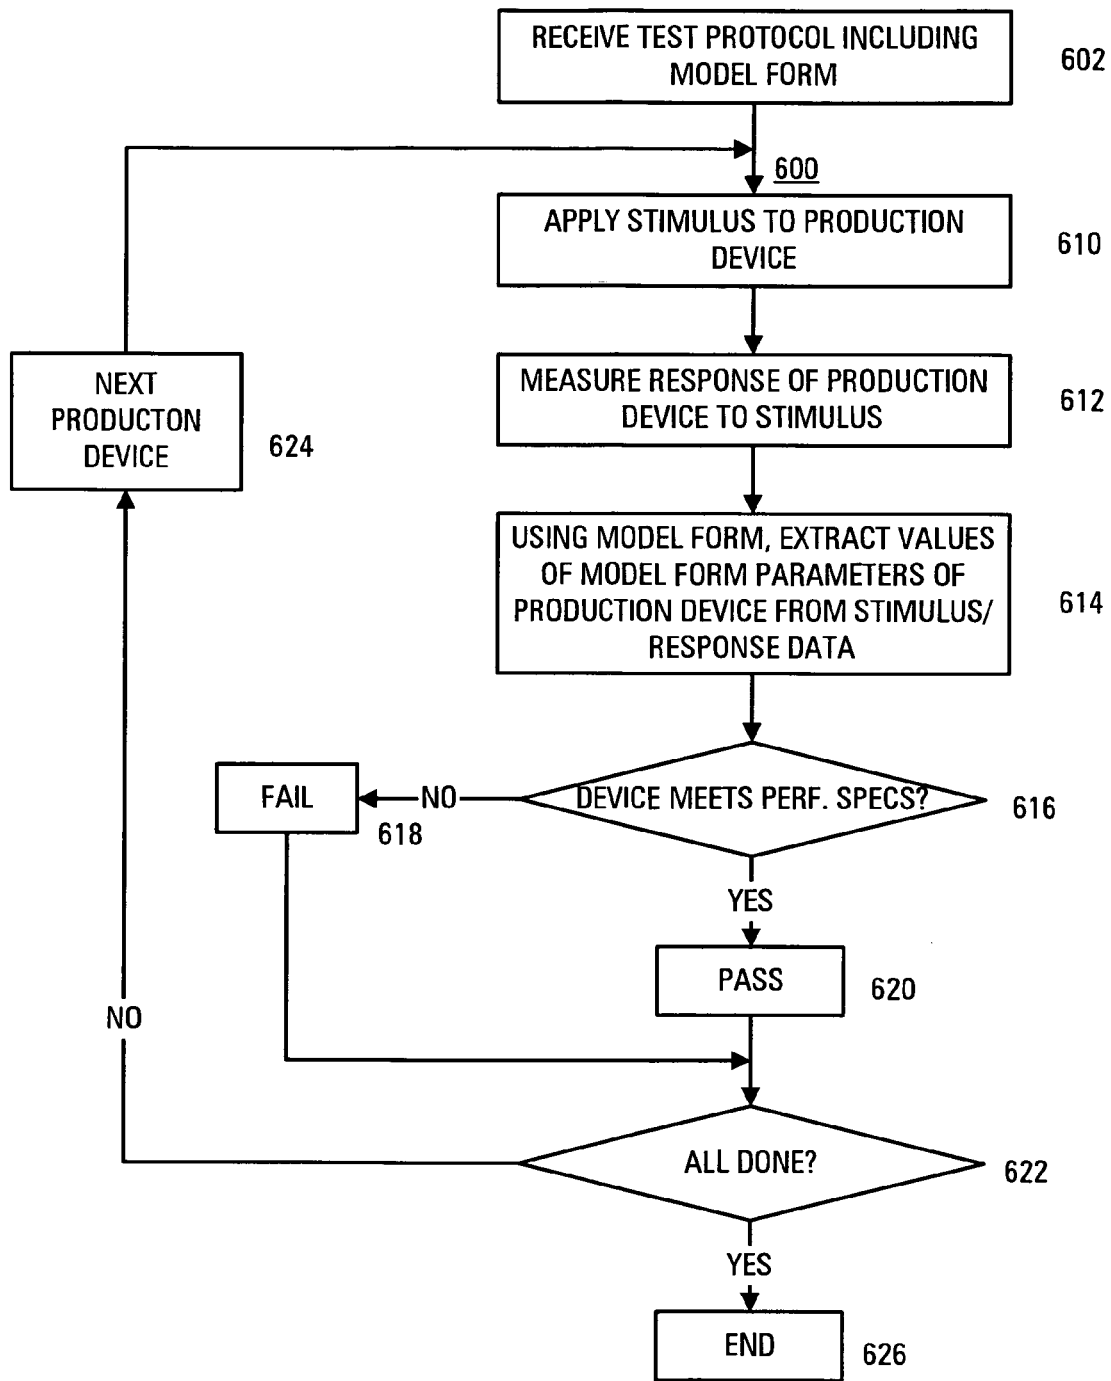 RECEIVE TEST PROTOCOL INCLUDING
MODEL FORM
602
600
APPLY STIMULUS TO PRODUCTION
DEVICE
610
MEASURE RESPONSE OF PRODUCTION
DEVICE TO STIMULUS
612
NEXT
PRODUCTON
DEVICE
624
USING MODEL FORM, EXTRACT VALUES
OF MODEL FORM PARAMETERS OF
PRODUCTION DEVICE FROM STIMULUS/
RESPONSE DATA
614
DEVICE MEETS PERF. SPECS?
616
NO
FAIL
618
YES
PASS
620
NO
ALL DONE?
622
YES
END
626